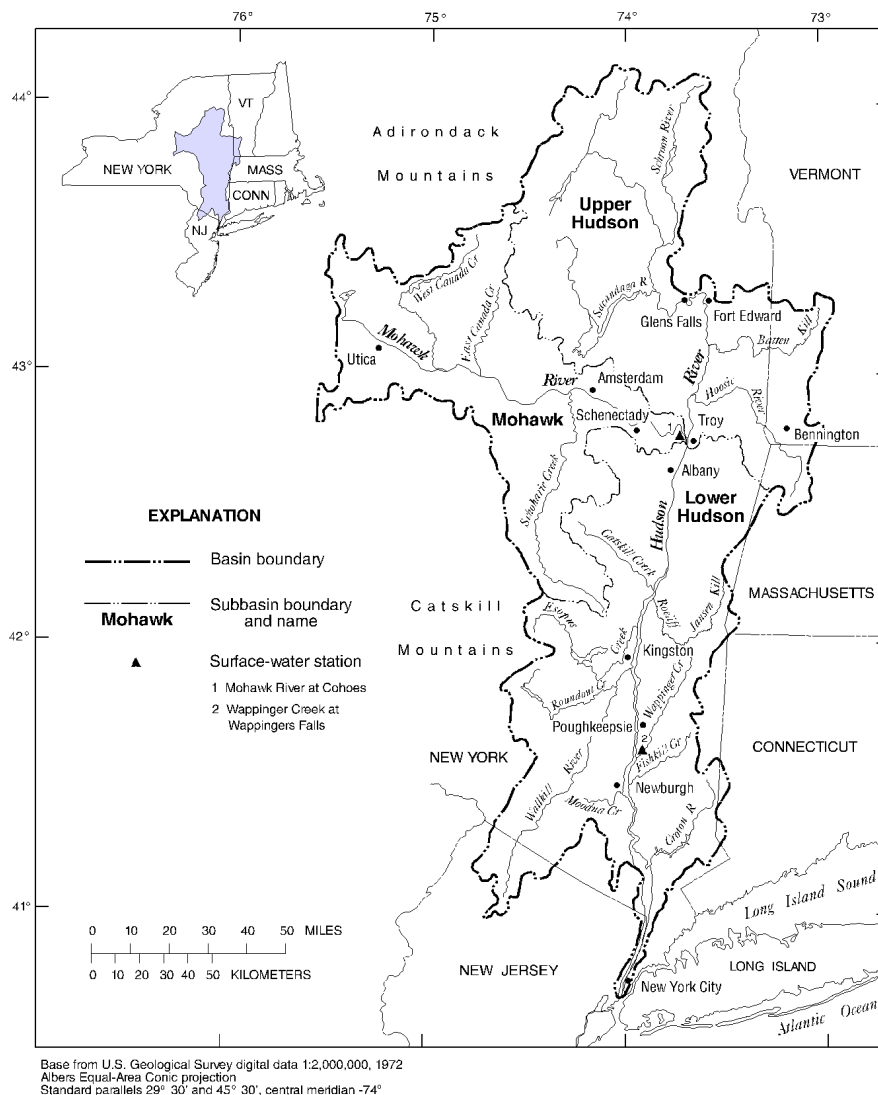 76°
75°
74°
73°
44°
43°
42°
41°
VT
NEW YORK
MASS
CONN
NJ
Adirondack
Mountains
Schroon River
Upper
Hudson
VERMONT
West Canada Cr
East Canada Cr
Sacandaga R
Glens Falls
Fort Edward
Batten
Kill
Utica
Mohawk
River
River
Amsterdam
Hoosic
River
Mohawk
Schenectady
1
Troy
Bennington
Albany
Schoharie Creek
Lower
Hudson
Hudson
Catskill Creek
EXPLANATION
Basin boundary
Subbasin boundary
and name
Mohawk
Surface-water station
1 Mohawk River at Cohoes
2 Wappinger Creek at
Wappingers Falls
MASSACHUSETTS
Catskill
Mountains
Esopus
Creek
Roeliff
Jansen Kill
Kingston
Roundout Cr
Wappinger Cr
Poughkeepsie
2
Fishkill Cr
CONNECTICUT
NEW YORK
Wallkill
River
Newburgh
Moodna Cr
Croton R
Long Island Sound
0 10 20 30 40 50 MILES
0 10 20 30 40 50 KILOMETERS
NEW JERSEY
LONG ISLAND
New York City
Atlantic Ocean
Base from U.S. Geological Survey digital data 1:2,000,000, 1972
Albers Equal-Area Conic projection
Standard parallels 29° 30' and 45° 30', central meridian -74°